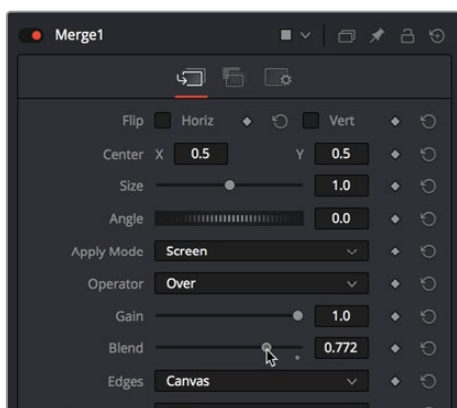 Merge1
Flip Horiz Vert
Center X 0.5 Y 0.5
Size 1.0
Angle 0.0
Apply Mode Screen
Operator Over
Gain 1.0
Blend 0.772
Edges Canvas